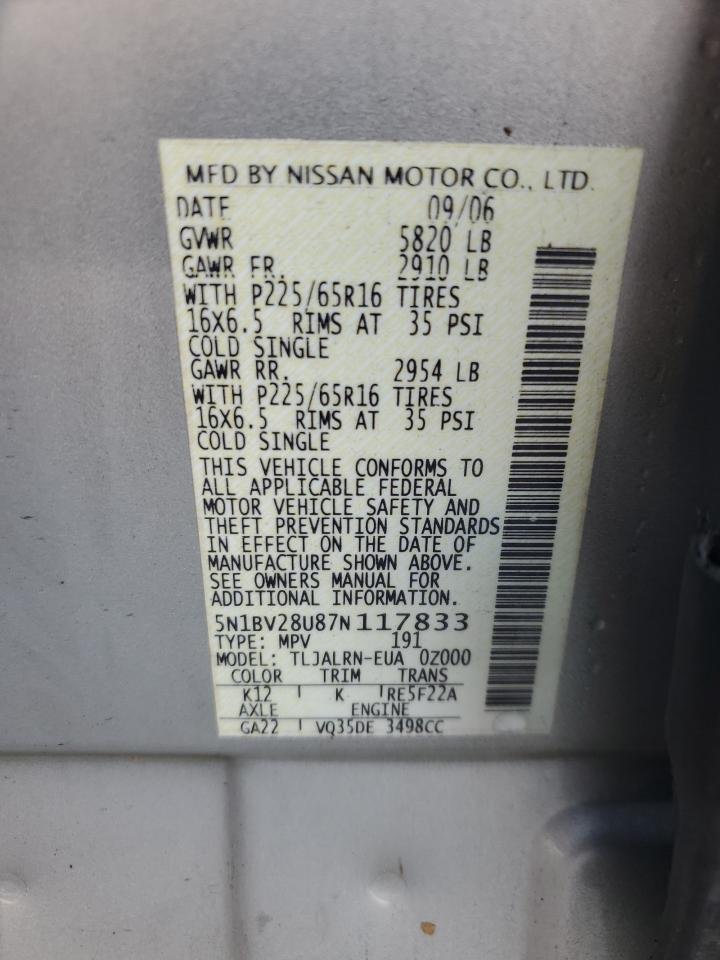 MFD BY NISSAN MOTOR CO., LTD.
DATE 09/06
GVWR 5820 LB
GAWR FR. 2910 LB
WITH P225/65R16 TIRES
16X6.5 RIMS AT 35 PSI
COLD SINGLE
GAWR RR. 2954 LB
WITH P225/65R16 TIRES
16X6.5 RIMS AT 35 PSI
COLD SINGLE
THIS VEHICLE CONFORMS TO
ALL APPLICABLE FEDERAL
MOTOR VEHICLE SAFETY AND
THEFT PREVENTION STANDARDS
IN EFFECT ON THE DATE OF
MANUFACTURE SHOWN ABOVE.
SEE OWNERS MANUAL FOR
ADDITIONAL INFORMATION.
5N1BV28U87N117833
TYPE: MPV 191
MODEL: TLJALRN-EUA 0Z000
COLOR TRIM TRANS
K12 K RE5F22A
AXLE ENGINE
GA22 VQ35DE 3498CC